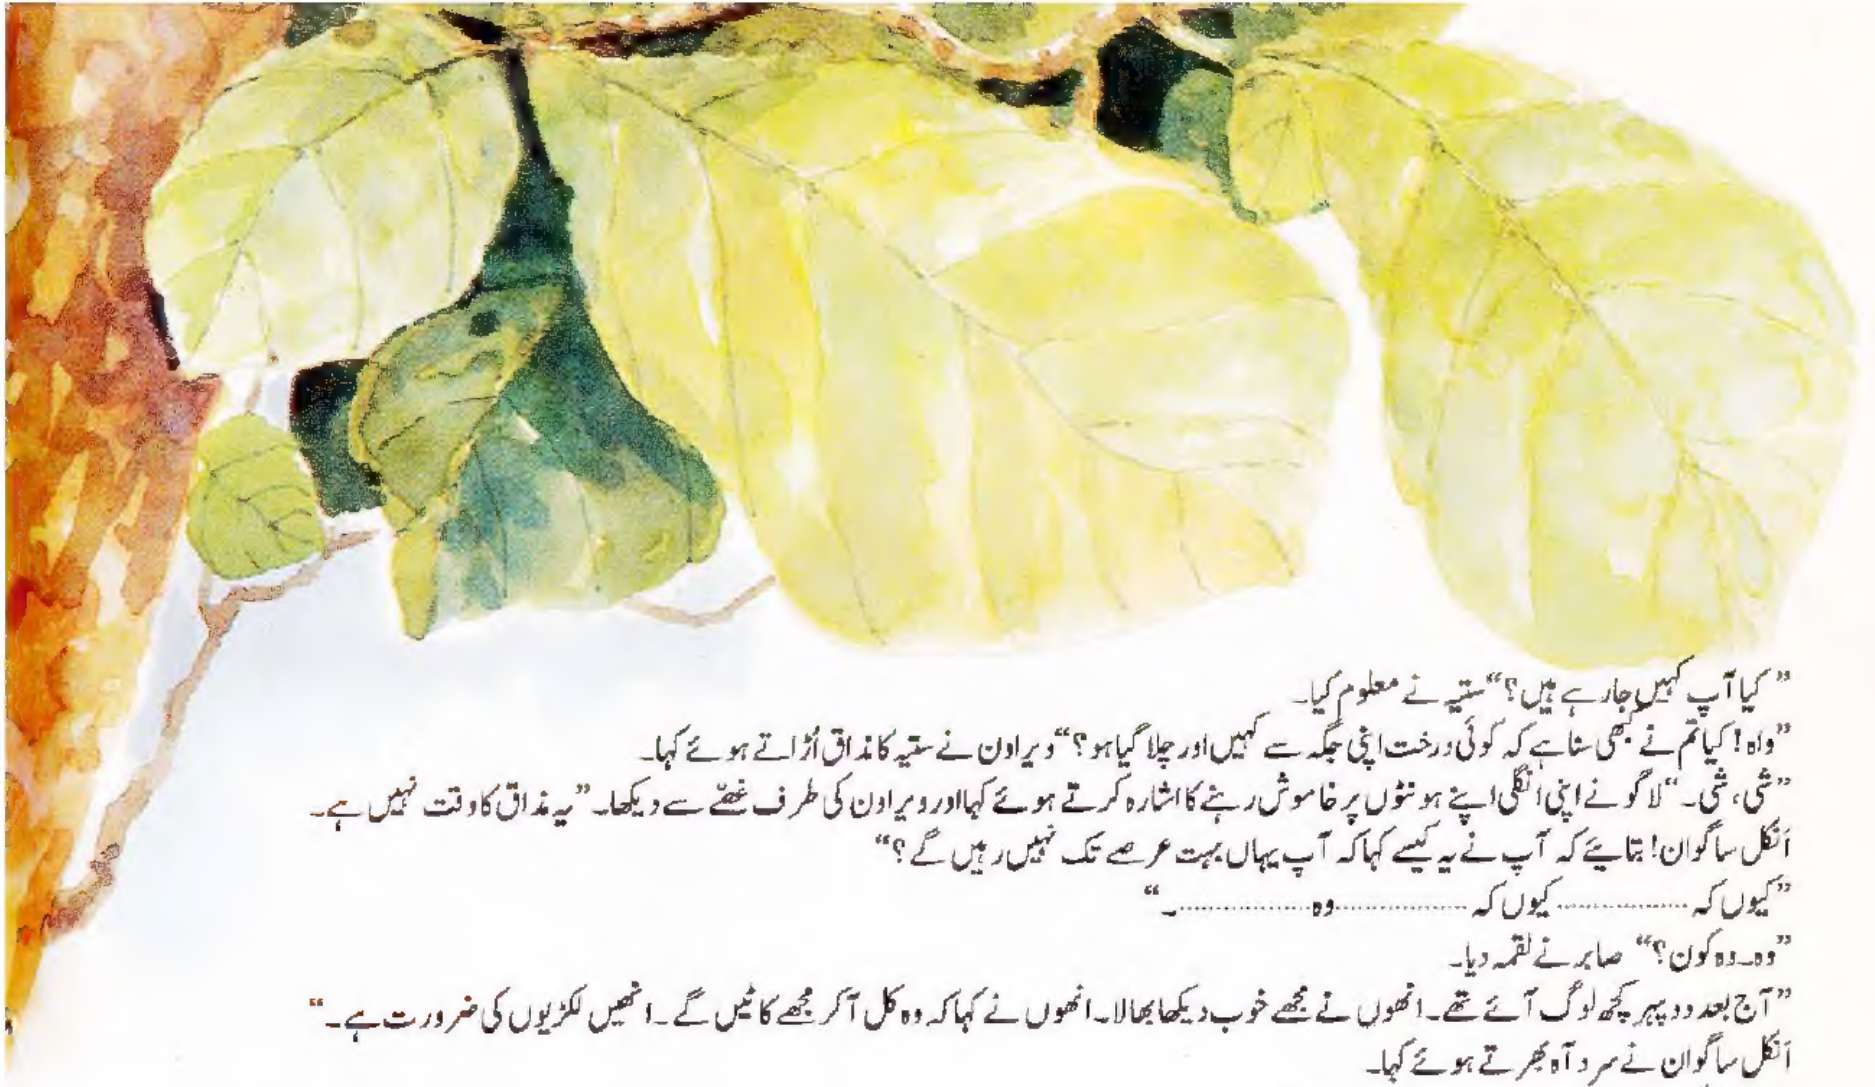 ”کیا آپ کہیں جارہے ہیں؟“ ستیہ نے معلوم کیا۔
”واہ! کیا تم نے کبھی سنا ہے کہ کوئی درخت اپنی جگہ سے کہیں اور چلا گیا ہو؟“ ویراون نے ستیہ کا مذاق اُڑاتے ہوئے کہا۔
”شی، شی۔“ لاگو نے اپنی اُنگلی اپنے ہونٹوں پر خاموش رہنے کا اشارہ کرتے ہوئے کہا اور ویراون کی طرف غصّے سے دیکھا۔ ”یہ مذاق کا وقت نہیں ہے۔
انکل ساگوان! بتایئے کہ آپ نے یہ کیسے کہا کہ آپ یہاں بہت عرصے تک نہیں رہیں گے؟“
”کیوں کہ ................ کیوں کہ ................ وہ ................۔“
”وہ۔وہ کون؟“ صابر نے لقمہ دیا۔
”آج بعد دوپہر کچھ لوگ آئے تھے۔ انھوں نے مجھے خوب دیکھا بھالا۔ انھوں نے کہا کہ وہ کل آکر مجھے کاٹیں گے۔ انھیں لکڑیوں کی ضرورت ہے۔“
انکل ساگوان نے سرد آہ بھرتے ہوئے کہا۔